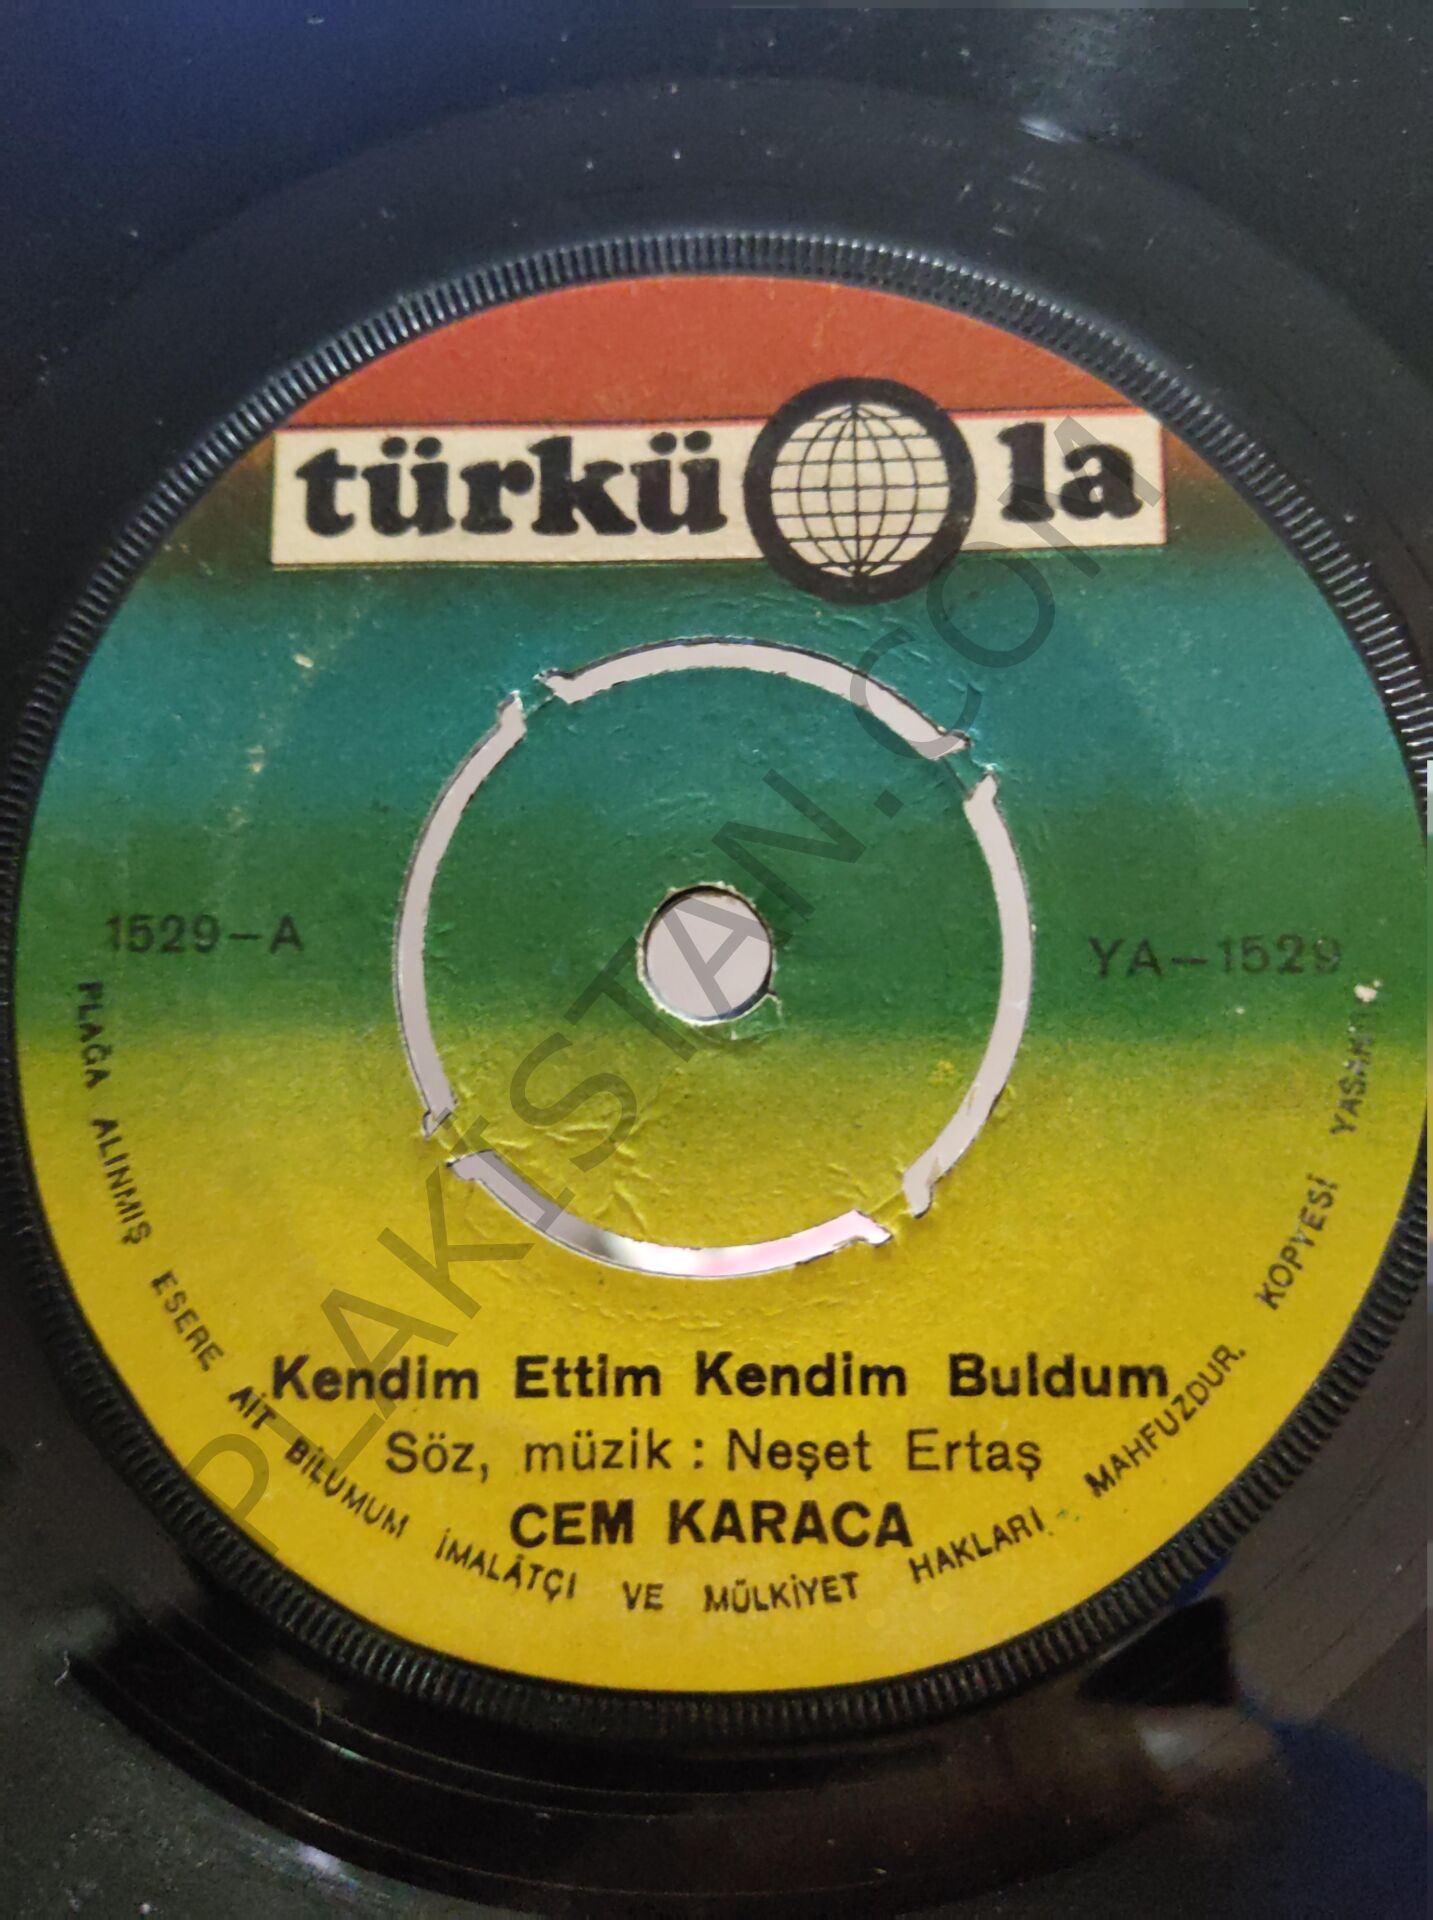 türkü la
1529-A
YA-1529
Kendim Ettim Kendim Buldum
Söz, müzik : Neşet Ertaş
CEM KARACA
PLAĞA ALINMIŞ ESERE AİT BİLUMUM İMALÂTÇI VE MÜLKİYET HAKLARI MAHFUZDUR. KOPYESİ
PLAKİSTAN.COM